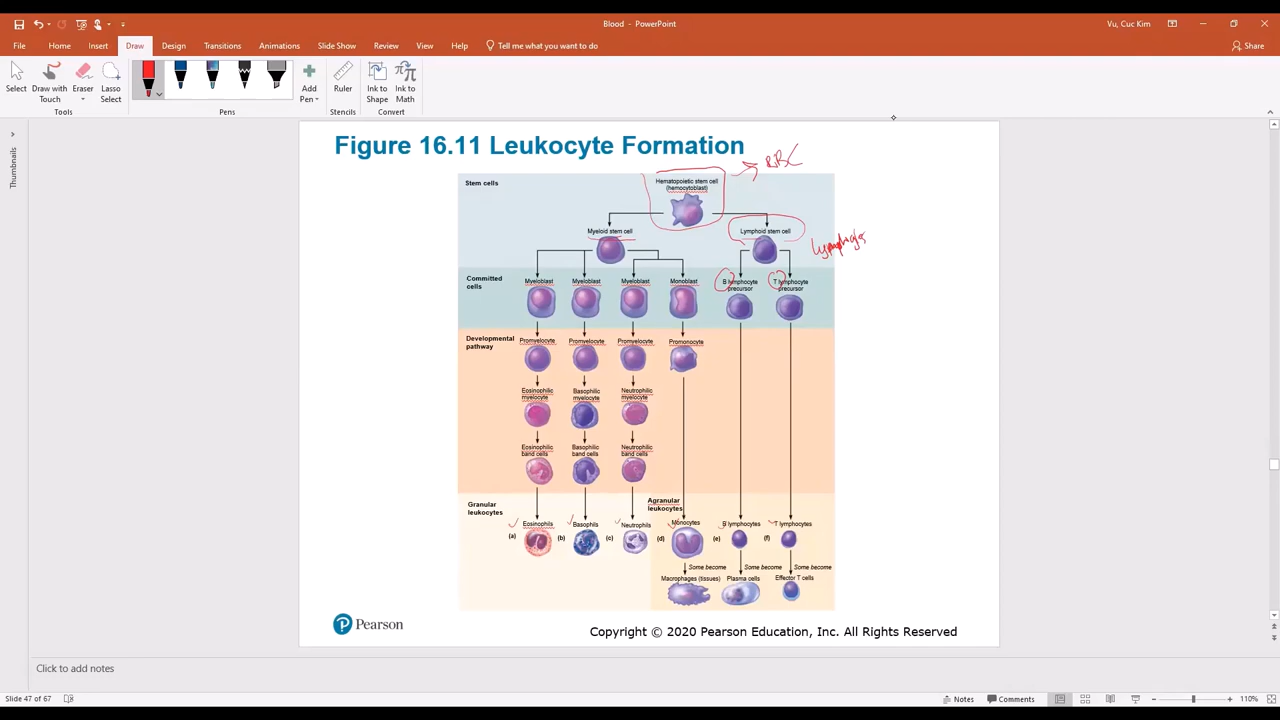 Blood - PowerPoint
Vu, Cuc Kim
File Home Insert Draw Design Transitions Animations Slide Show Review View Help Tell me what you want to do Share
Select Draw with Touch Eraser Lasso Select Add Pen Ruler Ink to Shape Ink to Math
Tools Pens Stencils Convert
Thumbnails
Figure 16.11 Leukocyte Formation
RBC
Stem cells
Hematopoietic stem cell
(hemocytoblast)
Myeloid stem cell Lymphoid stem cell
Committed
cells
Myeloblast Myeloblast Myeloblast Monoblast
B lymphocyte
precursor
T lymphocyte
precursor
Developmental
pathway
Promyelocyte Promyelocyte Promyelocyte Promonocyte
Eosinophilic
myelocyte
Basophilic
myelocyte
Neutrophilic
myelocyte
Eosinophilic
band cells
Basophilic
band cells
Neutrophilic
band cells
Granular
leukocytes
Agranular
leukocytes
Eosinophils Basophils Neutrophils Monocytes B lymphocytes T lymphocytes
(a) (b) (c) (d) (e) (f)
Some become Some become Some become
Macrophages (tissues) Plasma cells Effector T cells
Pearson
Copyright © 2020 Pearson Education, Inc. All Rights Reserved
Click to add notes
Slide 47 of 67
Notes Comments
110%